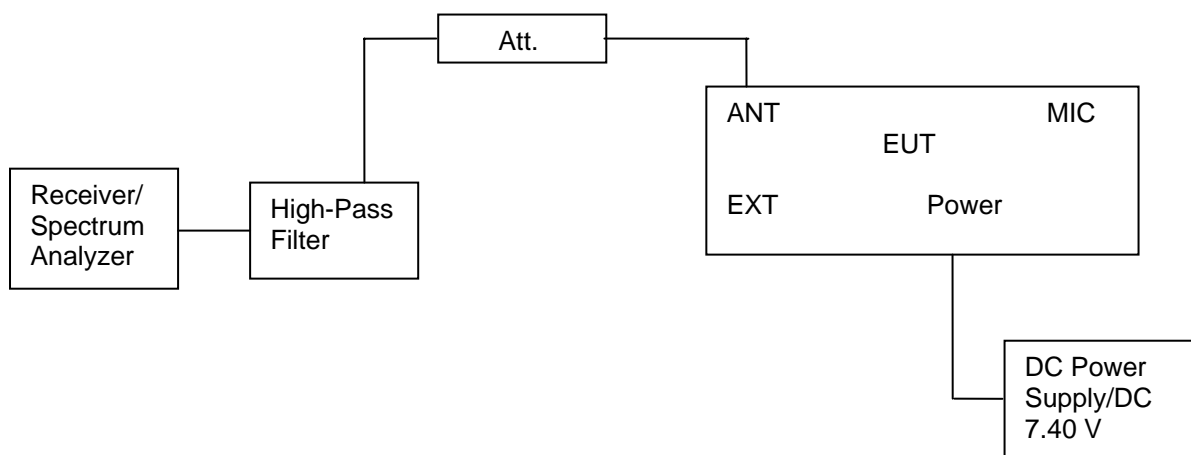 Att.
ANT
MIC
EUT
EXT
Power
Receiver/
Spectrum
Analyzer
High-Pass
Filter
DC Power
Supply/DC
7.40 V